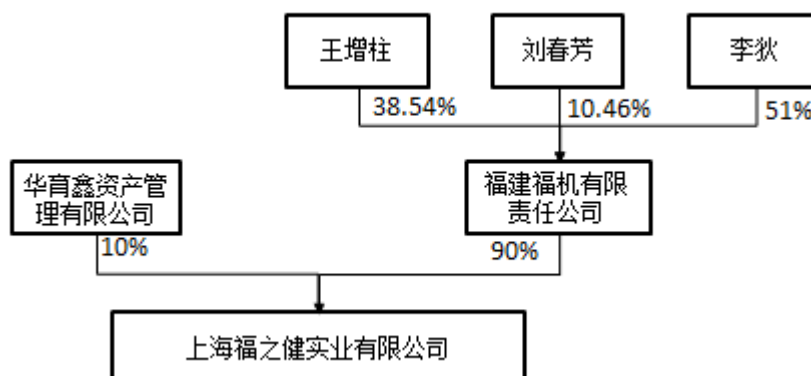 王增柱
刘春芳
李狄
38.54%
10.46%
51%
华育鑫资产管
理有限公司
福建福机有限
责任公司
10%
90%
上海福之健实业有限公司